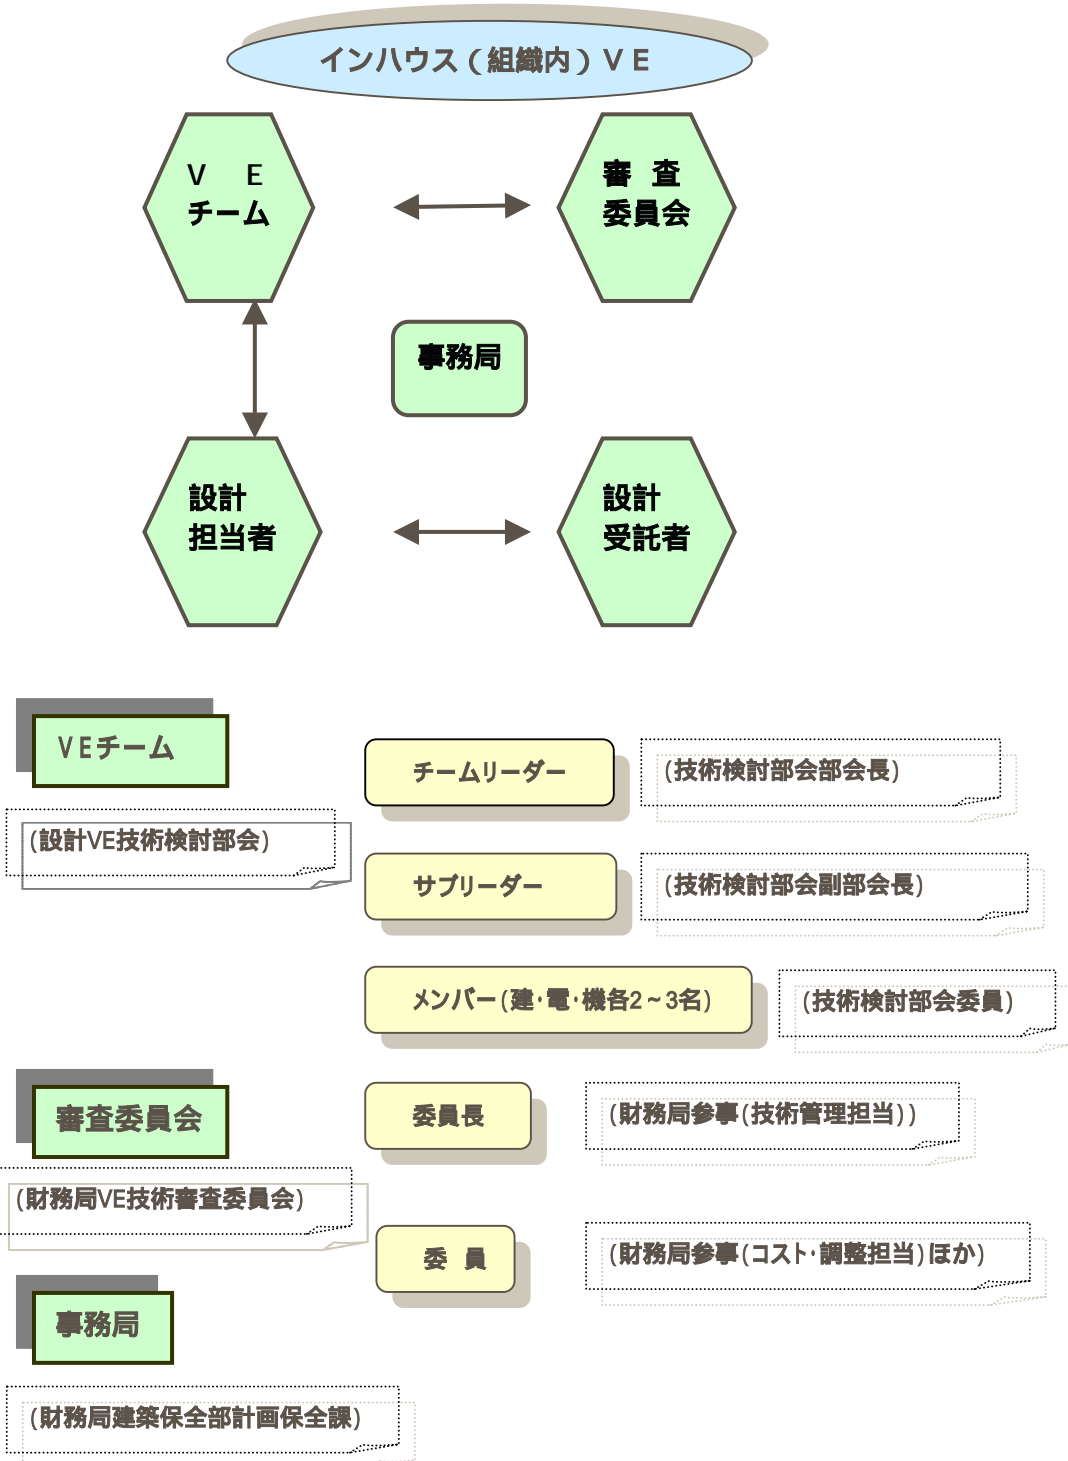 インハウス（組織内）ＶＥ
Ｖ　Ｅ
チーム
審　査
委員会
事務局
設計
担当者
設計
受託者
ＶＥチーム
(設計VE技術検討部会)
チームリーダー
(技術検討部会部会長)
サブリーダー
(技術検討部会副部会長)
メンバー(建・電・機各2～3名)
(技術検討部会委員)
審査委員会
(財務局VE技術審査委員会)
委員長
(財務局参事(技術管理担当))
委　員
(財務局参事(コスト・調整担当)ほか)
事務局
(財務局建築保全部計画保全課)